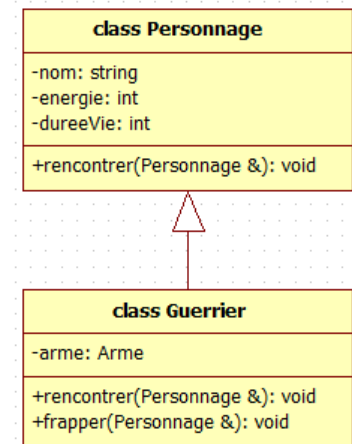 class Personnage
-nom: string
-energie: int
-dureeVie: int
+rencontrer(Personnage &): void
class Guerrier
-arme: Arme
+rencontrer(Personnage &): void
+frapper(Personnage &): void